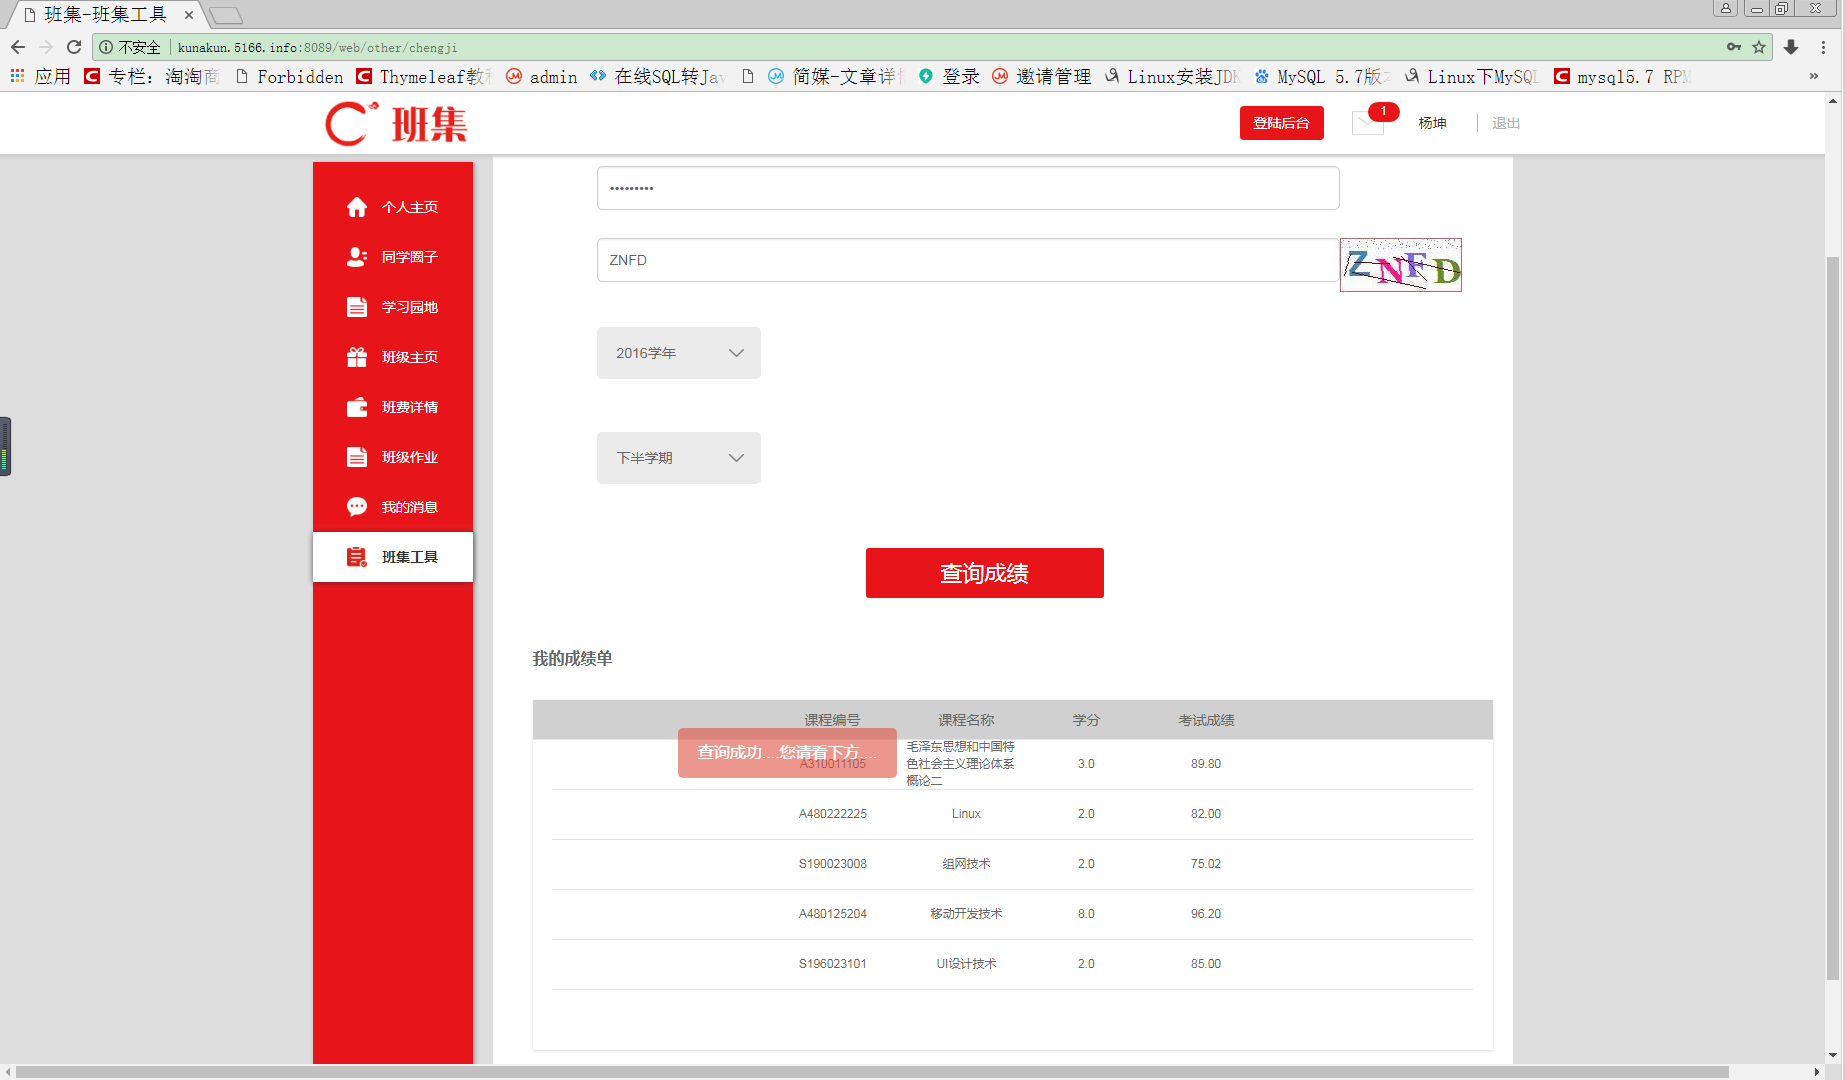 班集-班集工具
不安全 kunakun.5166.info:8089/web/other/chengji
应用 专栏：淘淘商 Forbidden Thymeleaf教 admin 在线SQL转Jav 简媒-文章详 登录 邀请管理 Linux安装JDK MySQL 5.7版 Linux下MySQL mysql5.7 RPM »
班集
登陆后台 1 杨坤 退出
个人主页
同学圈子
学习园地
班级主页
班费详情
班级作业
我的消息
班集工具
•••••••••
ZNFD
ZNFD
2016学年
下半学期
查询成绩
我的成绩单
课程编号 课程名称 学分 考试成绩
查询成功....您请看下方....
A310011105 毛泽东思想和中国特色社会主义理论体系概论二 3.0 89.80
A480222225 Linux 2.0 82.00
S190023008 组网技术 2.0 75.02
A480125204 移动开发技术 8.0 96.20
S196023101 UI设计技术 2.0 85.00